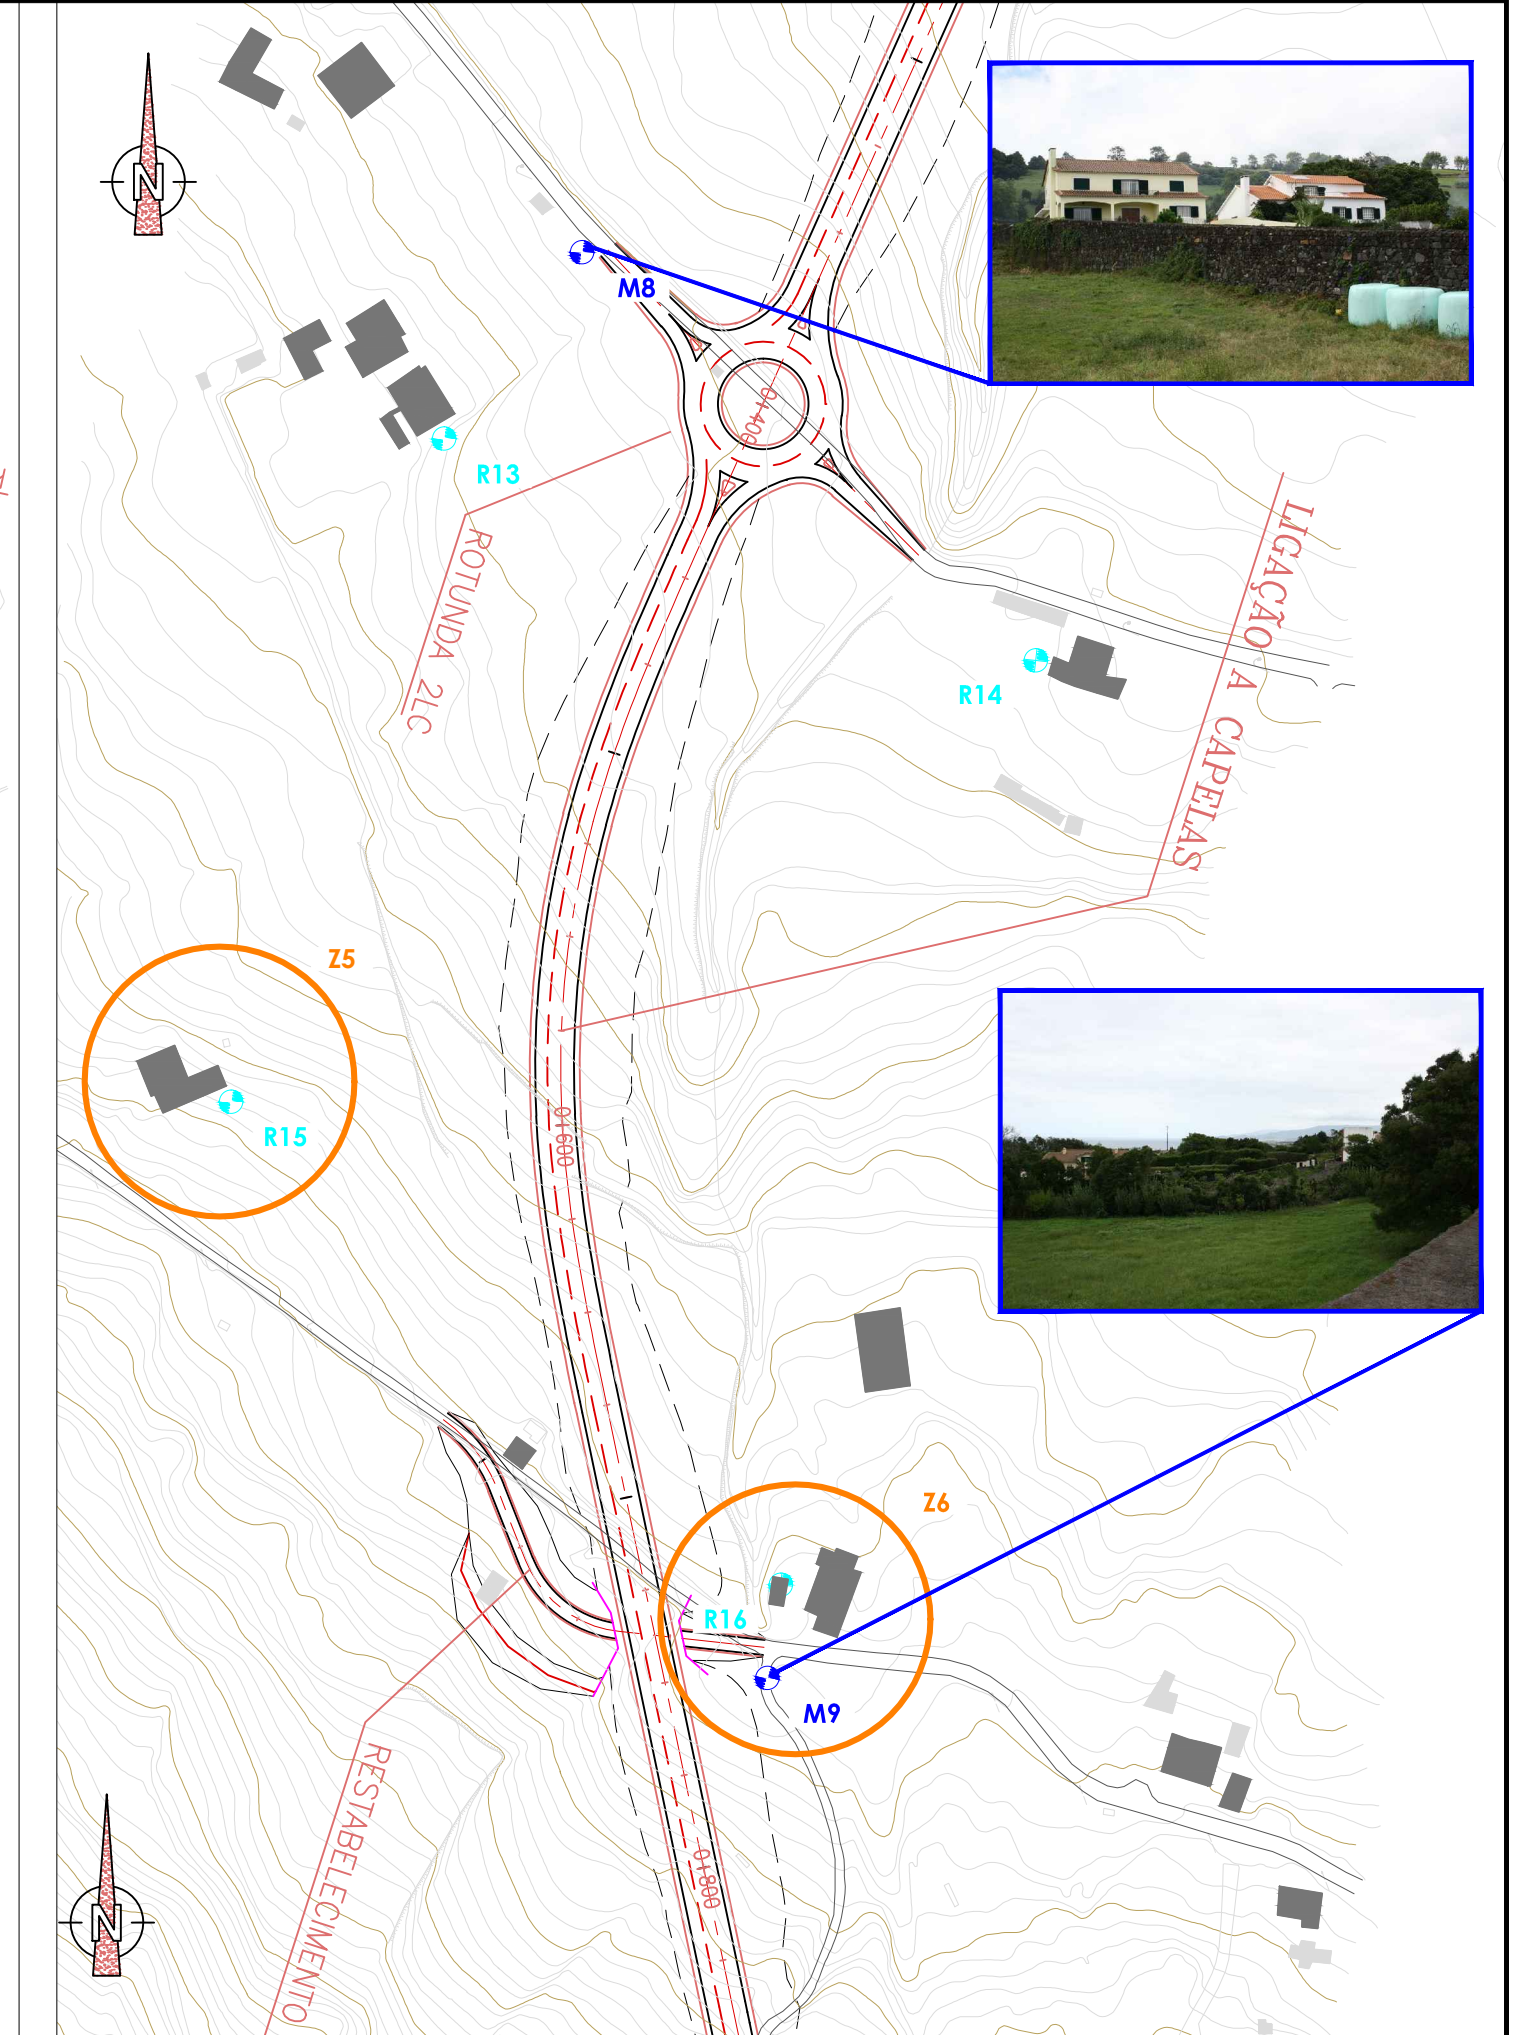 N
M8
0+400
R13
ROTUNDA 2LC
LIGAÇÃO A CAPELAS
R14
Z5
R15
0+600
Z6
R16
M9
RESTABELECIMENTO
0+800
N